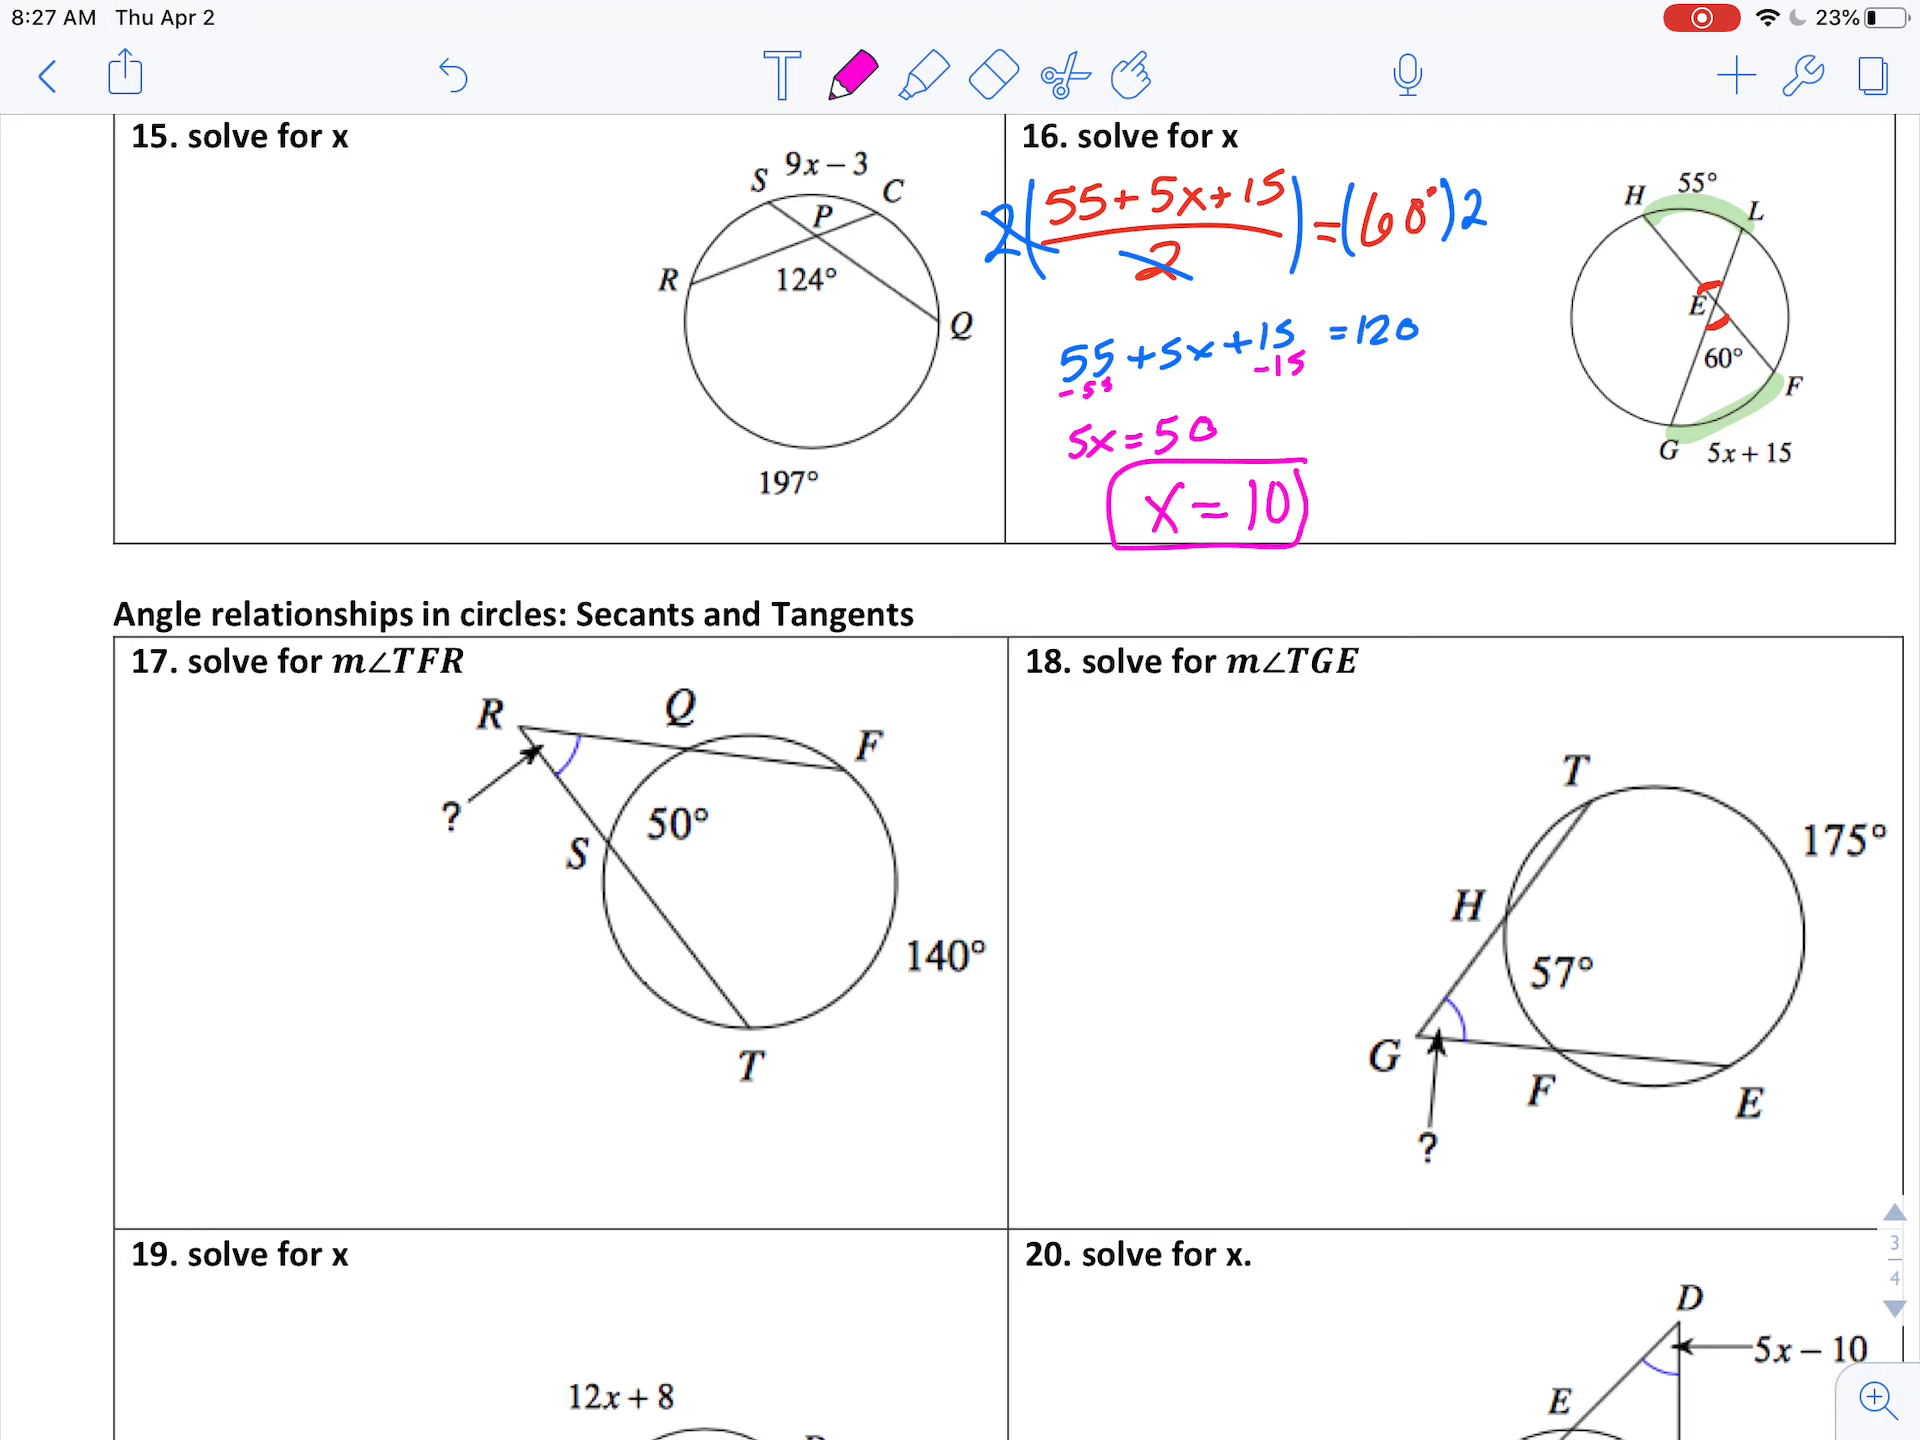 8:27 AM Thu Apr 2 23%
T
15. solve for x
S 9x – 3 C
P
R 124° Q
197°
16. solve for x
2(55 + 5x + 15 / 2) = (60°)2
55 + 5x + 15 = 120
-55 -15
5x = 50
x = 10
H 55° L
E
60°
F
G 5x + 15
Angle relationships in circles: Secants and Tangents
17. solve for m∠TFR
R Q F
? 50°
S
140°
T
18. solve for m∠TGE
T
175°
H
57°
G F E
?
3
4
19. solve for x
12x + 8
20. solve for x.
D
5x – 10
E